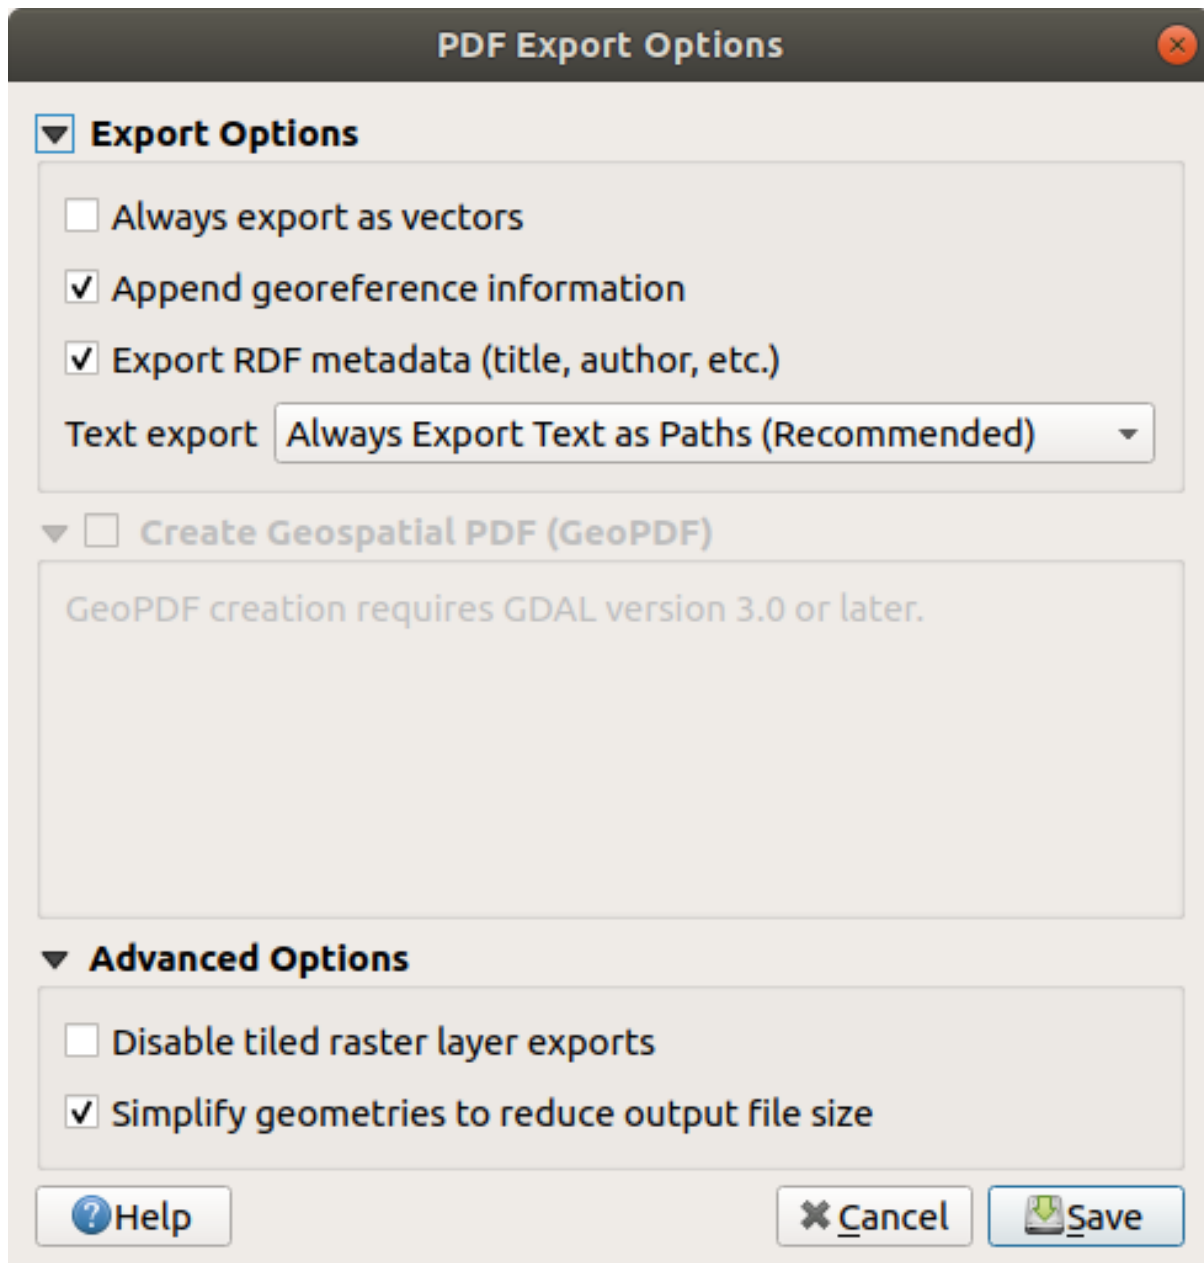 PDF Export Options
Export Options
Always export as vectors
Append georeference information
Export RDF metadata (title, author, etc.)
Text export Always Export Text as Paths (Recommended)
Create Geospatial PDF (GeoPDF)
GeoPDF creation requires GDAL version 3.0 or later.
Advanced Options
Disable tiled raster layer exports
Simplify geometries to reduce output file size
Help Cancel Save